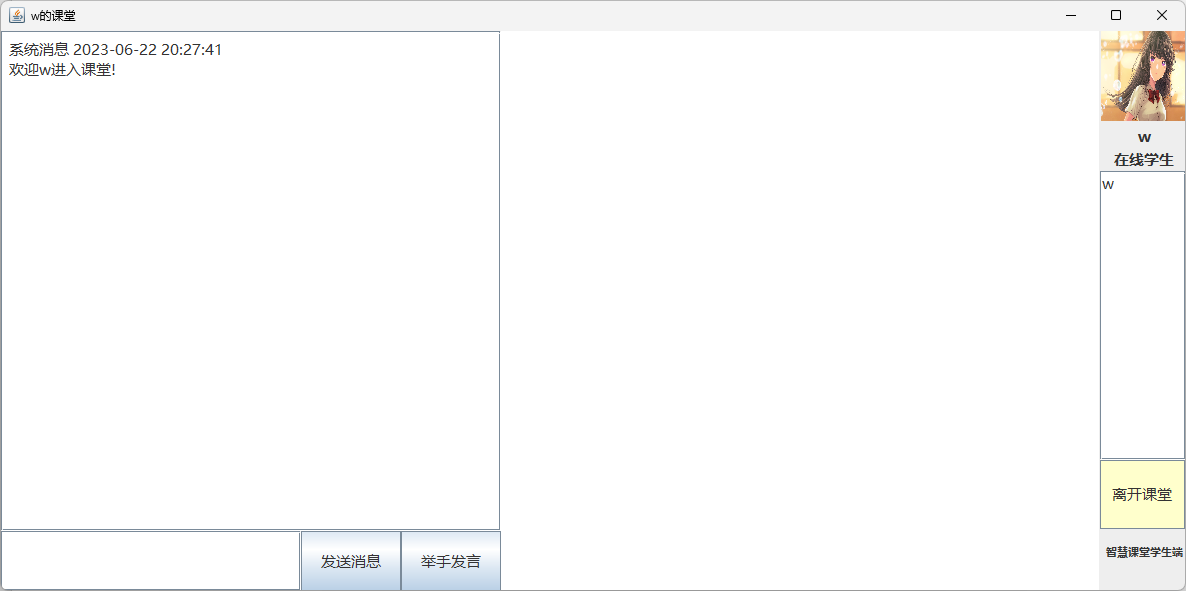 w的课堂
系统消息 2023-06-22 20:27:41
欢迎w进入课堂!
w
在线学生
w
离开课堂
发送消息
举手发言
智慧课堂学生端